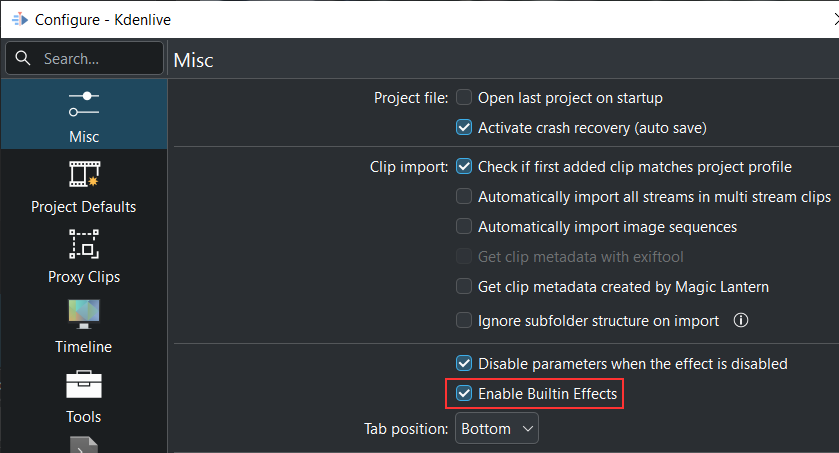 Configure - Kdenlive
Search...
Misc
Misc
Project Defaults
Proxy Clips
Timeline
Tools
Project file: Open last project on startup
Activate crash recovery (auto save)
Clip import: Check if first added clip matches project profile
Automatically import all streams in multi stream clips
Automatically import image sequences
Get clip metadata with exiftool
Get clip metadata created by Magic Lantern
Ignore subfolder structure on import
Disable parameters when the effect is disabled
Enable Builtin Effects
Tab position: Bottom